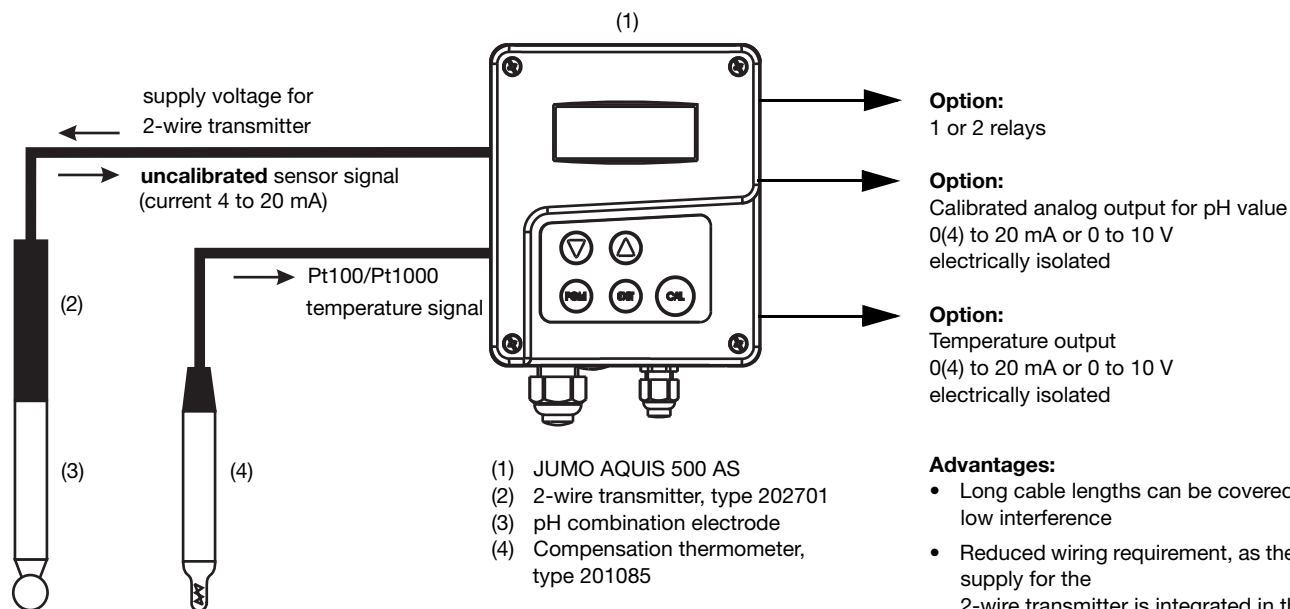 (1)
supply voltage for
2-wire transmitter
uncalibrated sensor signal
(current 4 to 20 mA)
Pt100/Pt1000
temperature signal
(2)
(3)
(4)
PGM
EXIT
CAL
(1) JUMO AQUIS 500 AS
(2) 2-wire transmitter, type 202701
(3) pH combination electrode
(4) Compensation thermometer,
type 201085
Option:
1 or 2 relays
Option:
Calibrated analog output for pH value
0(4) to 20 mA or 0 to 10 V
electrically isolated
Option:
Temperature output
0(4) to 20 mA or 0 to 10 V
electrically isolated
Advantages:
• Long cable lengths can be covered
low interference
• Reduced wiring requirement, as the
supply for the
2-wire transmitter is integrated in